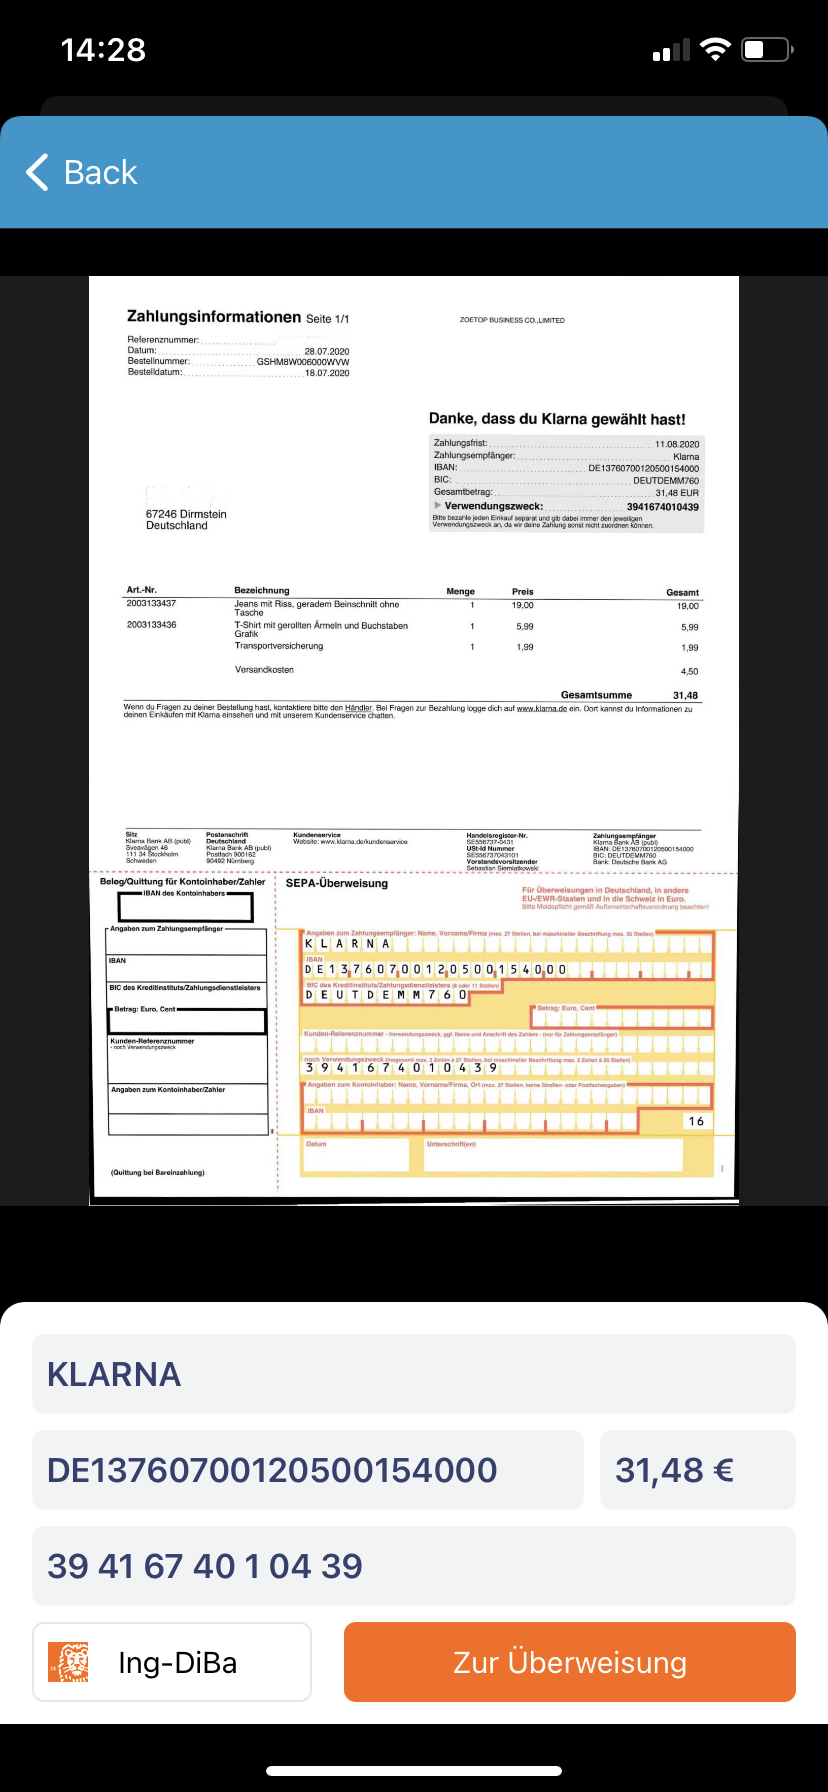 14:28
Back
Zahlungsinformationen Seite 1/1
ZOETOP BUSINESS CO.,LIMITED
Referenznummer:
Datum: 28.07.2020
Bestellnummer: GSHM8W006000WVW
Bestelldatum: 18.07.2020
Danke, dass du Klarna gewählt hast!
Zahlungsfrist: 11.08.2020
Zahlungsempfänger: Klarna
IBAN: DE13760700120500154000
BIC: DEUTDEMM760
Gesamtbetrag: 31,48 EUR
Verwendungszweck: 3941674010439
Bitte bezahle jeden Einkauf separat und gib dabei immer den jeweiligen
Verwendungszweck an, da wir deine Zahlung sonst nicht zuordnen können.
67246 Dirmstein
Deutschland
Art.-Nr. Bezeichnung Menge Preis Gesamt
2003133437 Jeans mit Riss, geradem Beinschnitt ohne 1 19,00 19,00
Tasche
2003133436 T-Shirt mit gerollten Ärmeln und Buchstaben 1 5,99 5,99
Grafik
Transportversicherung 1 1,99 1,99
Versandkosten 4,50
Gesamtsumme 31,48
Wenn du Fragen zu deiner Bestellung hast, kontaktiere bitte den Händler. Bei Fragen zur Bezahlung logge dich auf www.klarna.de ein. Dort kannst du Informationen zu
deinen Einkäufen mit Klarna einsehen und mit unserem Kundenservice chatten.
Sitz
Klarna Bank AB (publ)
Sveavägen 46
111 34 Stockholm
Schweden
Postanschrift
Deutschland
Klarna Bank AB (publ)
Postfach 900162
90492 Nürnberg
Kundenservice
Website: www.klarna.de/kundenservice
Handelsregister-Nr.
SE556737-0431
USt-Id Nummer
SE556737043101
Vorstandsvorsitzender
Sebastian Siemiatkowski
Zahlungsempfänger
Klarna Bank AB (publ)
IBAN: DE13760700120500154000
BIC: DEUTDEMM760
Bank: Deutsche Bank AG
Beleg/Quittung für Kontoinhaber/Zahler
IBAN des Kontoinhabers
Angaben zum Zahlungsempfänger
IBAN
BIC des Kreditinstituts/Zahlungsdienstleisters
Betrag: Euro, Cent
Kunden-Referenznummer
- noch Verwendungszweck
Angaben zum Kontoinhaber/Zahler
(Quittung bei Bareinzahlung)
SEPA-Überweisung
Für Überweisungen in Deutschland, in andere
EU-/EWR-Staaten und in die Schweiz in Euro.
Bitte Meldepflicht gemäß Außenwirtschaftsverordnung beachten!
Angaben zum Zahlungsempfänger: Name, Vorname/Firma (max. 27 Stellen, bei maschineller Beschriftung max. 35 Stellen)
KLARNA
IBAN
DE13760700120500154000
BIC des Kreditinstituts/Zahlungsdienstleisters (8 oder 11 Stellen)
DEUTDEMM760
Betrag: Euro, Cent
Kunden-Referenznummer - Verwendungszweck, ggf. Name und Anschrift des Zahlers - (nur für Zahlungsempfänger)
noch Verwendungszweck (insgesamt max. 2 Zeilen à 27 Stellen, bei maschineller Beschriftung max. 2 Zeilen à 35 Stellen)
3941674010439
Angaben zum Kontoinhaber: Name, Vorname/Firma, Ort (max. 27 Stellen, keine Straßen- oder Postfachangaben)
IBAN
16
Datum
Unterschrift(en)
KLARNA
DE13760700120500154000
31,48 €
39 41 67 40 1 04 39
Ing-DiBa
Zur Überweisung